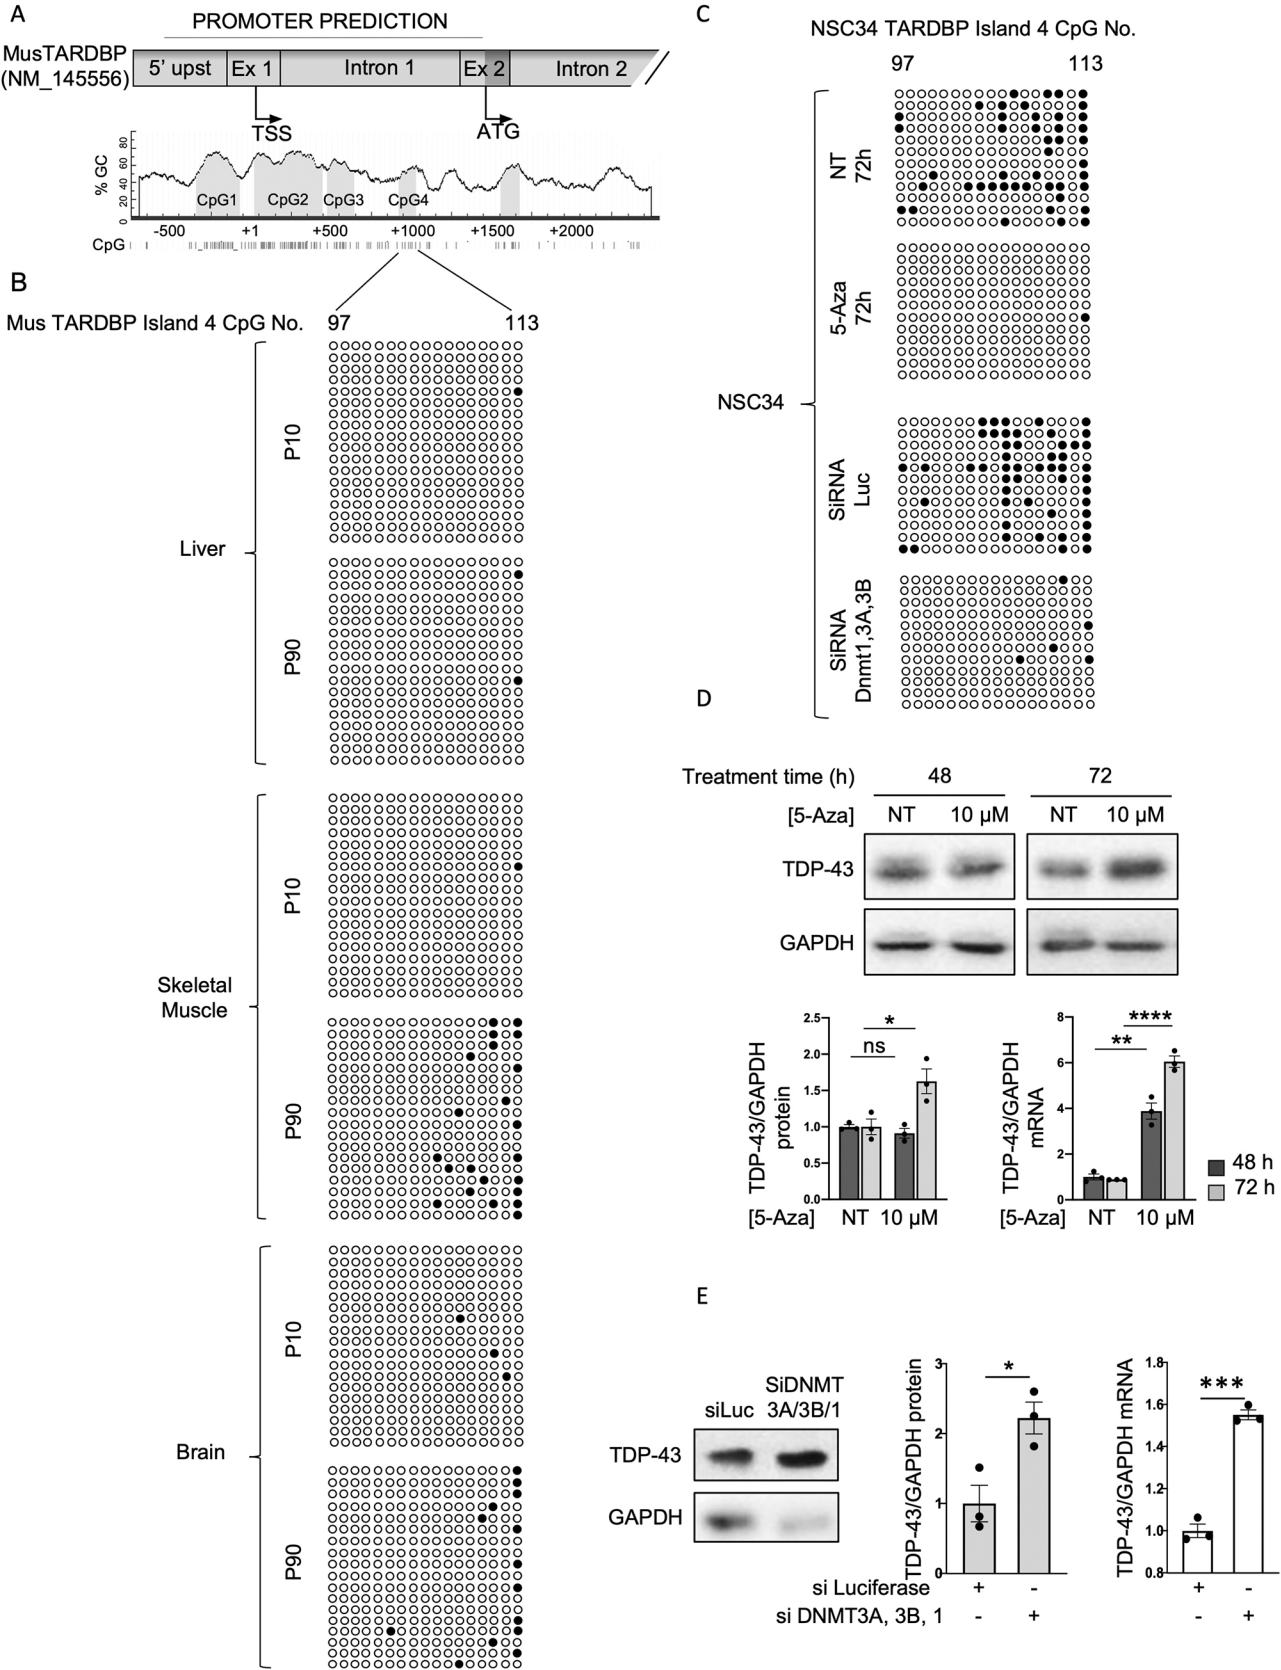 A
PROMOTER PREDICTION
MusTARDBP
(NM_145556)
5’ upst
Ex 1
Intron 1
Ex 2
Intron 2
TSS
ATG
% GC
80
60
40
20
0
CpG1
CpG2
CpG3
CpG4
-500
+1
+500
+1000
+1500
+2000
CpG
B
Mus TARDBP Island 4 CpG No.
97
113
Liver
P10
P90
Skeletal
Muscle
P10
P90
Brain
P10
P90
C
NSC34 TARDBP Island 4 CpG No.
97
113
NSC34
NT
72h
5-Aza
72h
SiRNA
Luc
SiRNA
Dnmt1,3A,3B
D
Treatment time (h)
48
72
[5-Aza]
NT
10 µM
NT
10 µM
TDP-43
GAPDH
TDP-43/GAPDH
protein
2.5
2.0
1.5
1.0
0.5
0.0
ns
*
[5-Aza]
NT
10 µM
TDP-43/GAPDH
mRNA
8
6
4
2
0
**
****
[5-Aza]
NT
10 µM
48 h
72 h
E
siLuc
SiDNMT
3A/3B/1
TDP-43
GAPDH
TDP-43/GAPDH protein
3
2
1
0
*
TDP-43/GAPDH mRNA
1.8
1.6
1.4
1.2
1.0
0.8
***
si Luciferase + - + -
si DNMT3A, 3B, 1 - + - +